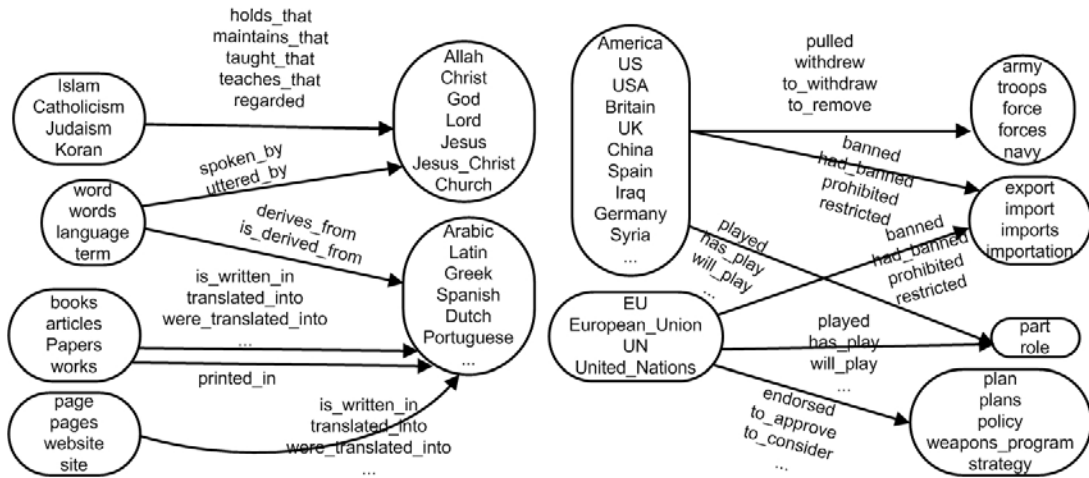 holds_that
maintains_that
taught_that
teaches_that
regarded
Islam
Catholicism
Judaism
Koran
Allah
Christ
God
Lord
Jesus
Jesus_Christ
Church
spoken_by
uttered_by
word
words
language
term
derives_from
is_derived_from
Arabic
Latin
Greek
Spanish
Dutch
Portuguese
...
is_written_in
translated_into
were_translated_into
...
books
articles
Papers
works
printed_in
page
pages
website
site
is_written_in
translated_into
were_translated_into
...
America
US
USA
Britain
UK
China
Spain
Iraq
Germany
Syria
...
pulled
withdrew
to_withdraw
to_remove
army
troops
force
forces
navy
banned
had_banned
prohibited
restricted
export
import
imports
importation
played
has_play
will_play
...
banned
had_banned
prohibited
restricted
EU
European_Union
UN
United_Nations
played
has_play
will_play
...
part
role
endorsed
to_approve
to_consider
...
plan
plans
policy
weapons_program
strategy